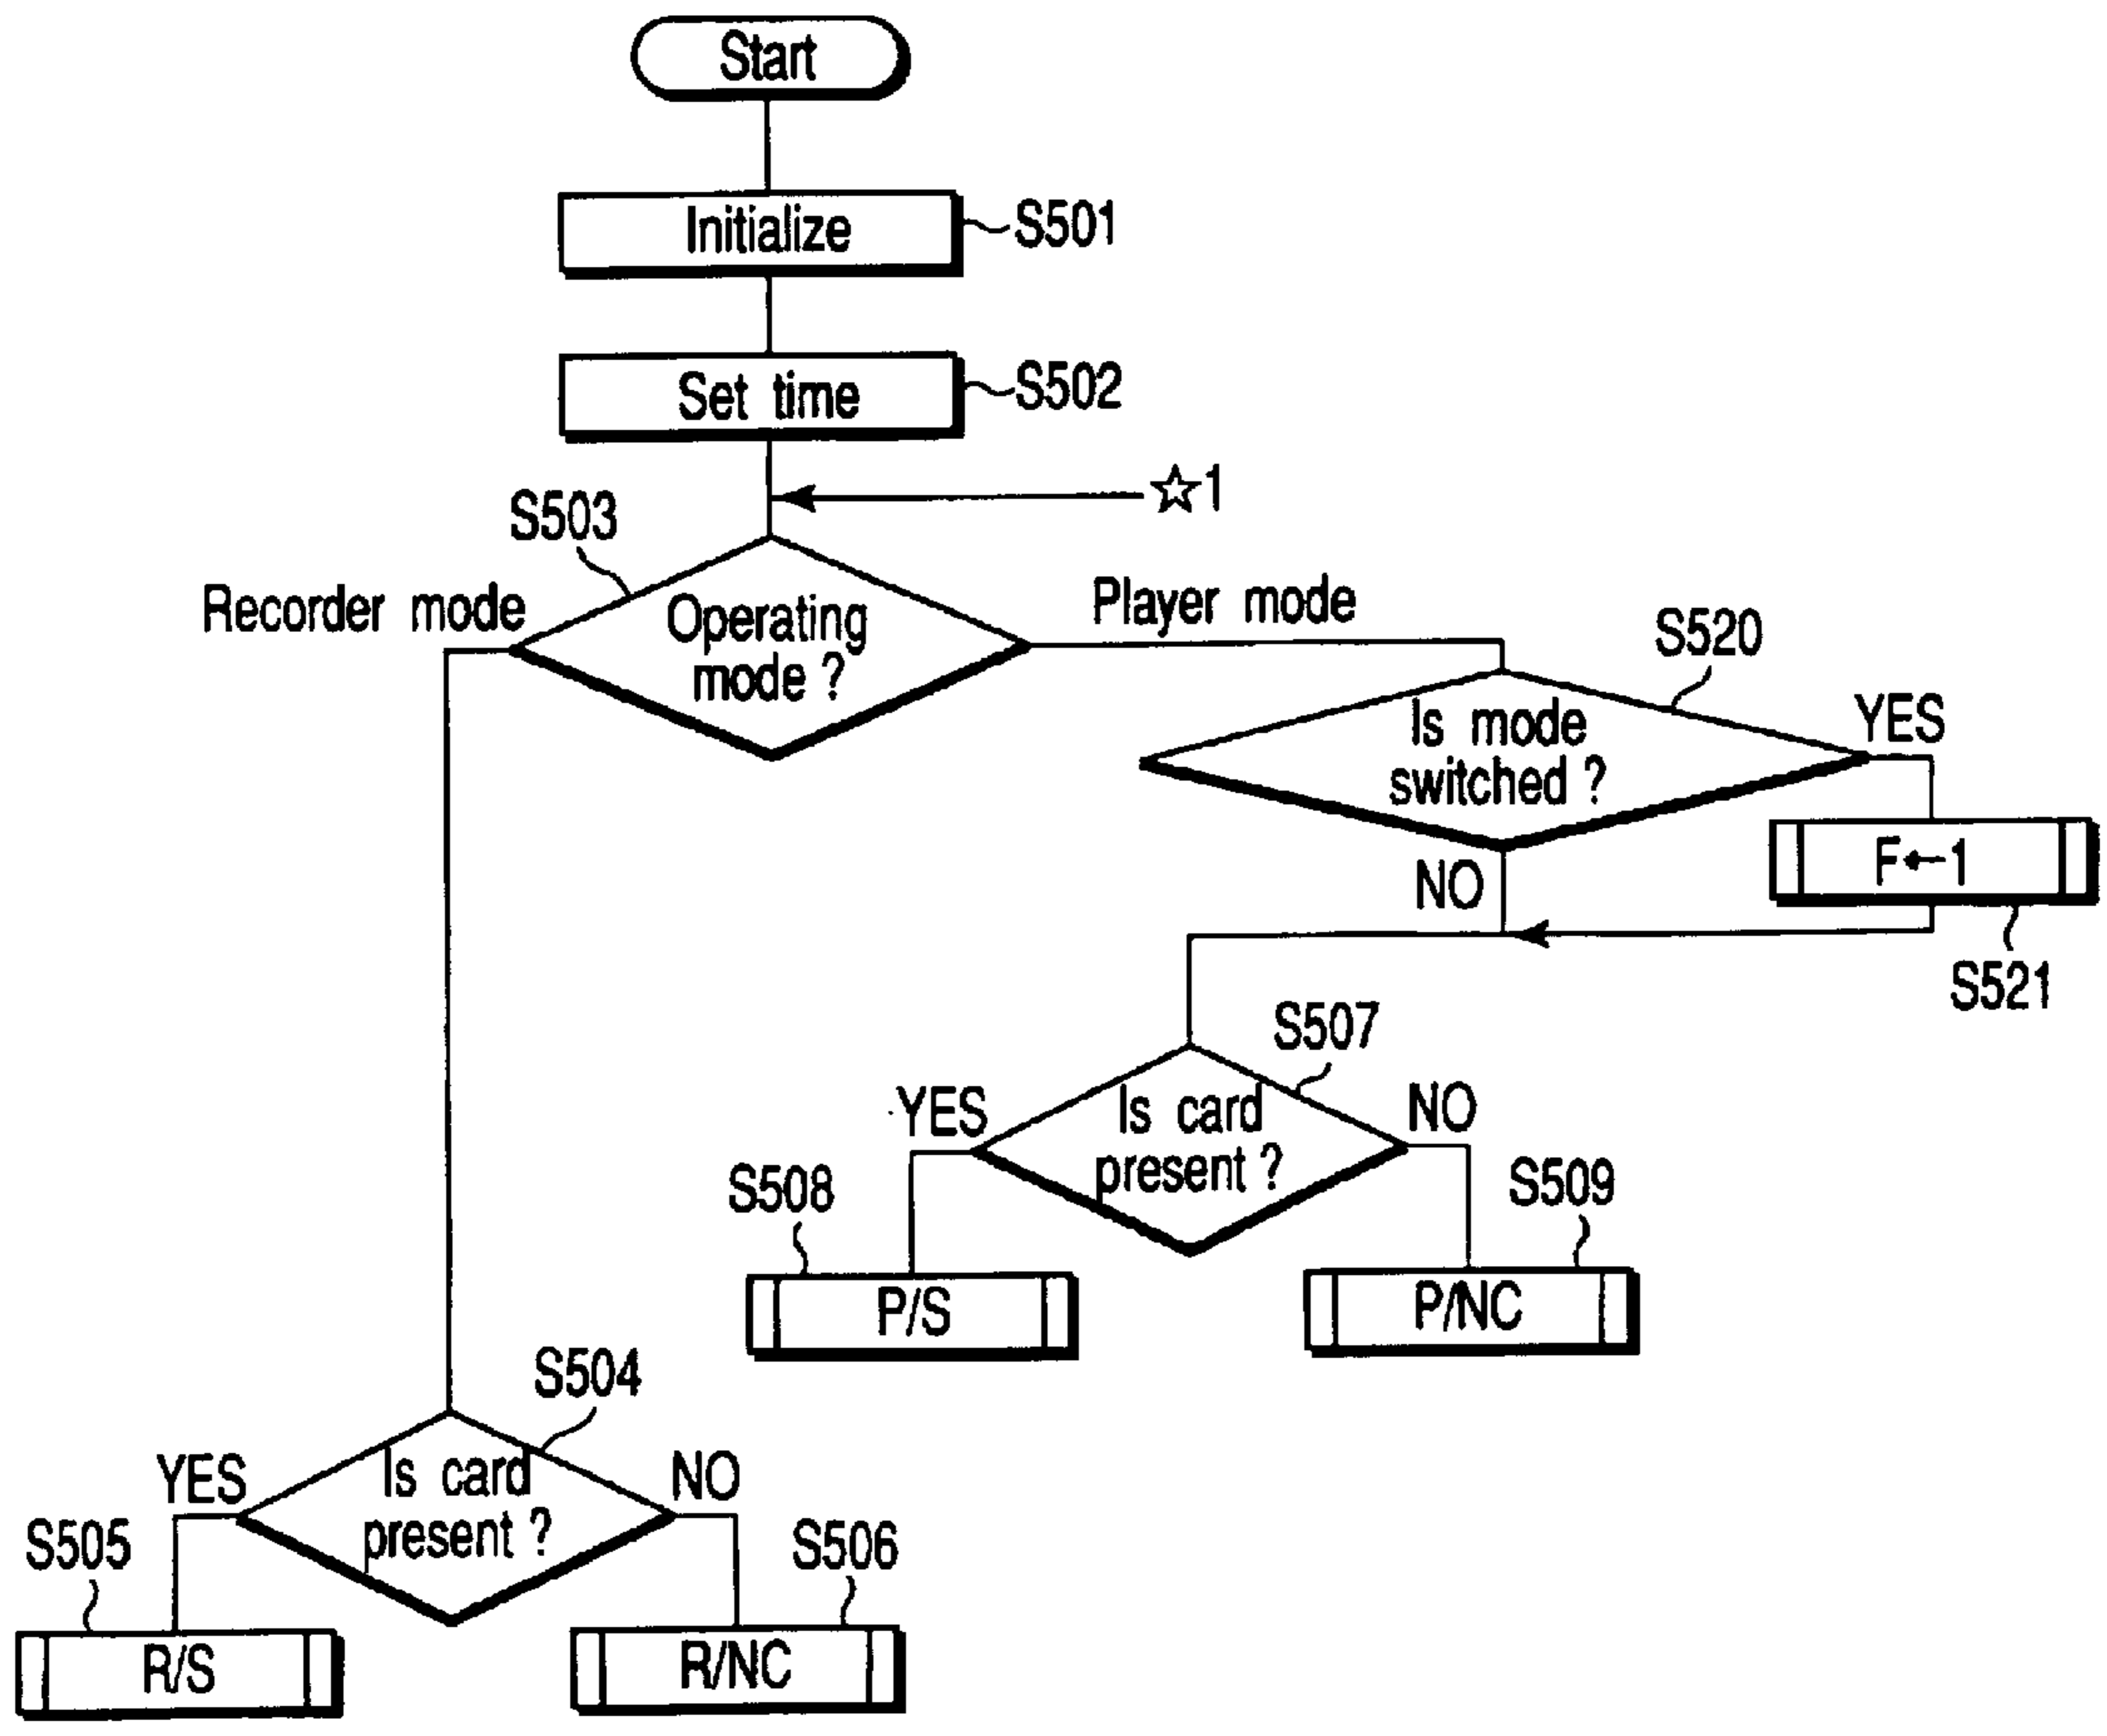 Start
Initialize
S501
Set time
S502
☆1
S503
Recorder mode
Operating
mode ?
Player mode
S520
Is mode
switched ?
YES
NO
F←1
S521
S507
YES
Is card
present ?
NO
S508
S509
P/S
P/NC
S504
YES
Is card
present ?
NO
S505
S506
R/S
R/NC